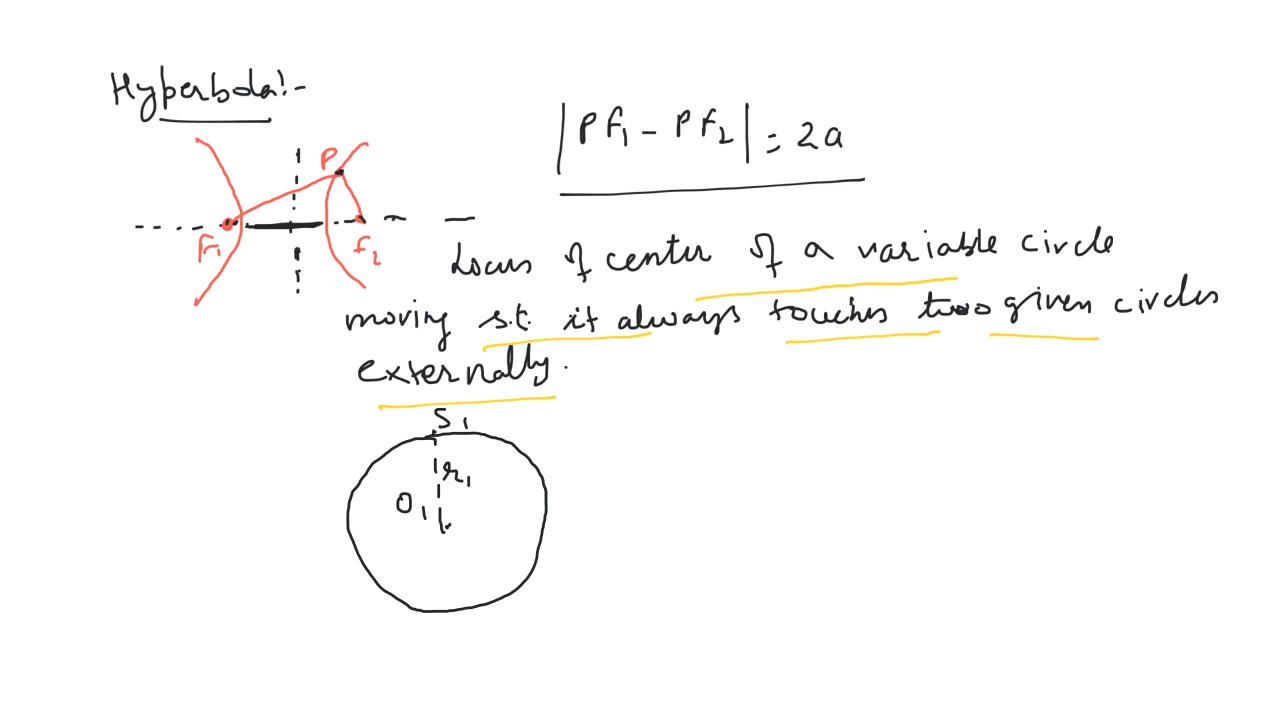 Hyperbola:-
|PF₁ - PF₂| = 2a
P
F₁
F₂
Locus of center of a variable circle
moving s.t. it always touches two given circles
externally.
S₁
r₁
O₁